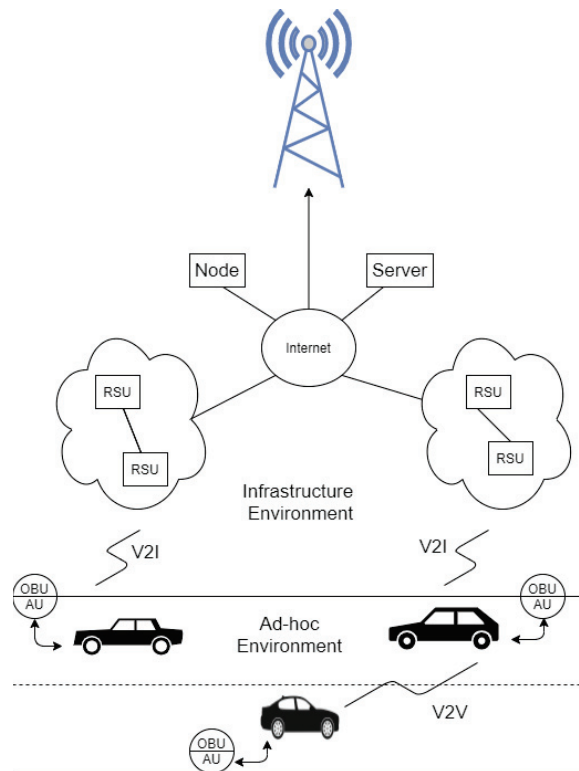 Node
Server
Internet
RSU
RSU
RSU
RSU
Infrastructure
Environment
V2I
V2I
OBU
AU
OBU
AU
Ad-hoc
Environment
V2V
OBU
AU